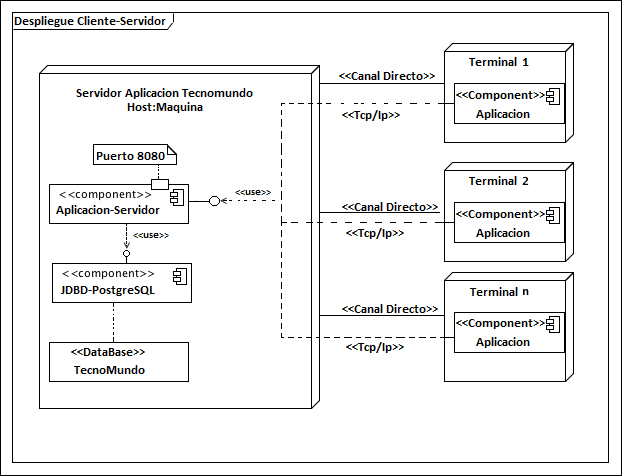 Despliegue Cliente-Servidor
Servidor Aplicacion Tecnomundo
Host:Maquina
Puerto 8080
<<component>>
Aplicacion-Servidor
<<use>>
<<use>>
<<component>>
JDBD-PostgreSQL
<<DataBase>>
TecnoMundo
<<Canal Directo>>
<<Tcp/Ip>>
Terminal 1
<<Component>>
Aplicacion
<<Canal Directo>>
<<Tcp/Ip>>
Terminal 2
<<Component>>
Aplicacion
<<Canal Directo>>
<<Tcp/Ip>>
Terminal n
<<Component>>
Aplicacion